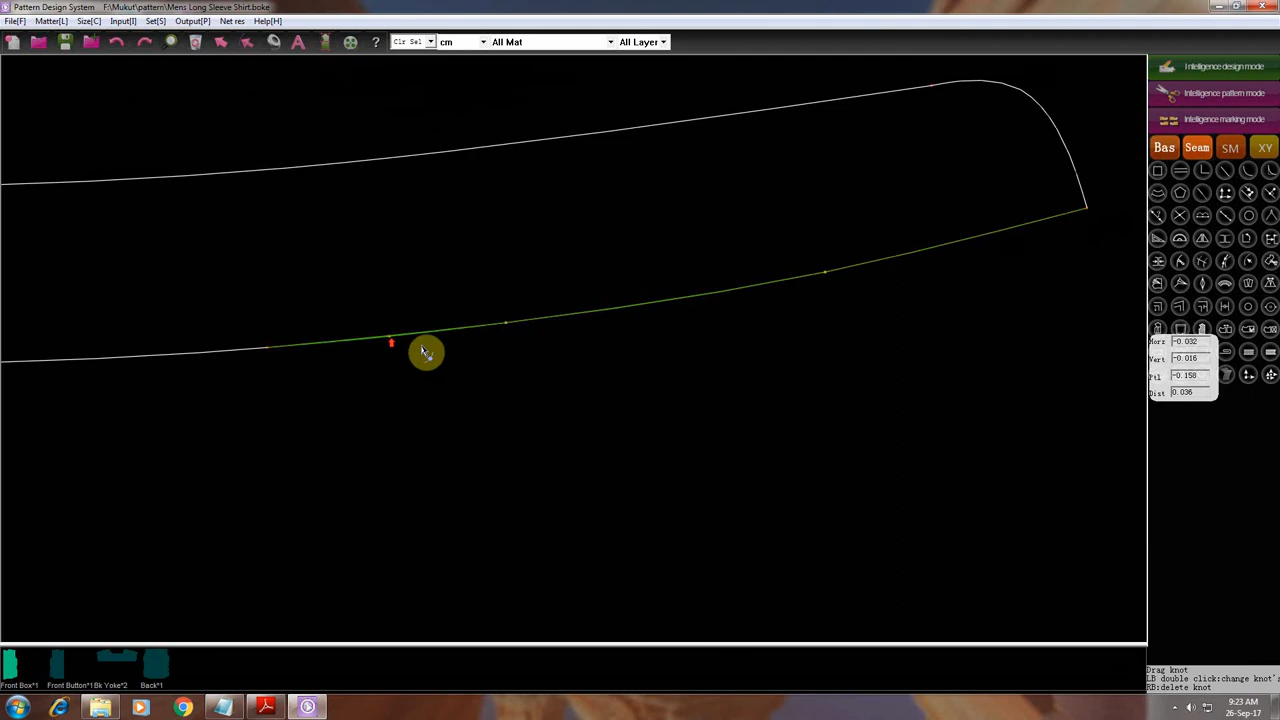 Pattern Design System F:\Mukut\pattern\Mens Long Sleeve Shirt.boke
File[F] Matter[L] Size[C] Input[I] Set[S] Output[P] Net res Help[H]
Clr Sel cm All Mat All Layer
Intelligence design mode
Intelligence pattern mode
Intelligence marking mode
Bas Seam SM XY
Horz -0.032
Vert -0.016
Ptl -0.158
Dist 0.036
Front Box*1 Front Button*1 Bk Yoke*2 Back*1
Drag knot
LB double click:change knot's
RB:delete knot
9:23 AM
26-Sep-17